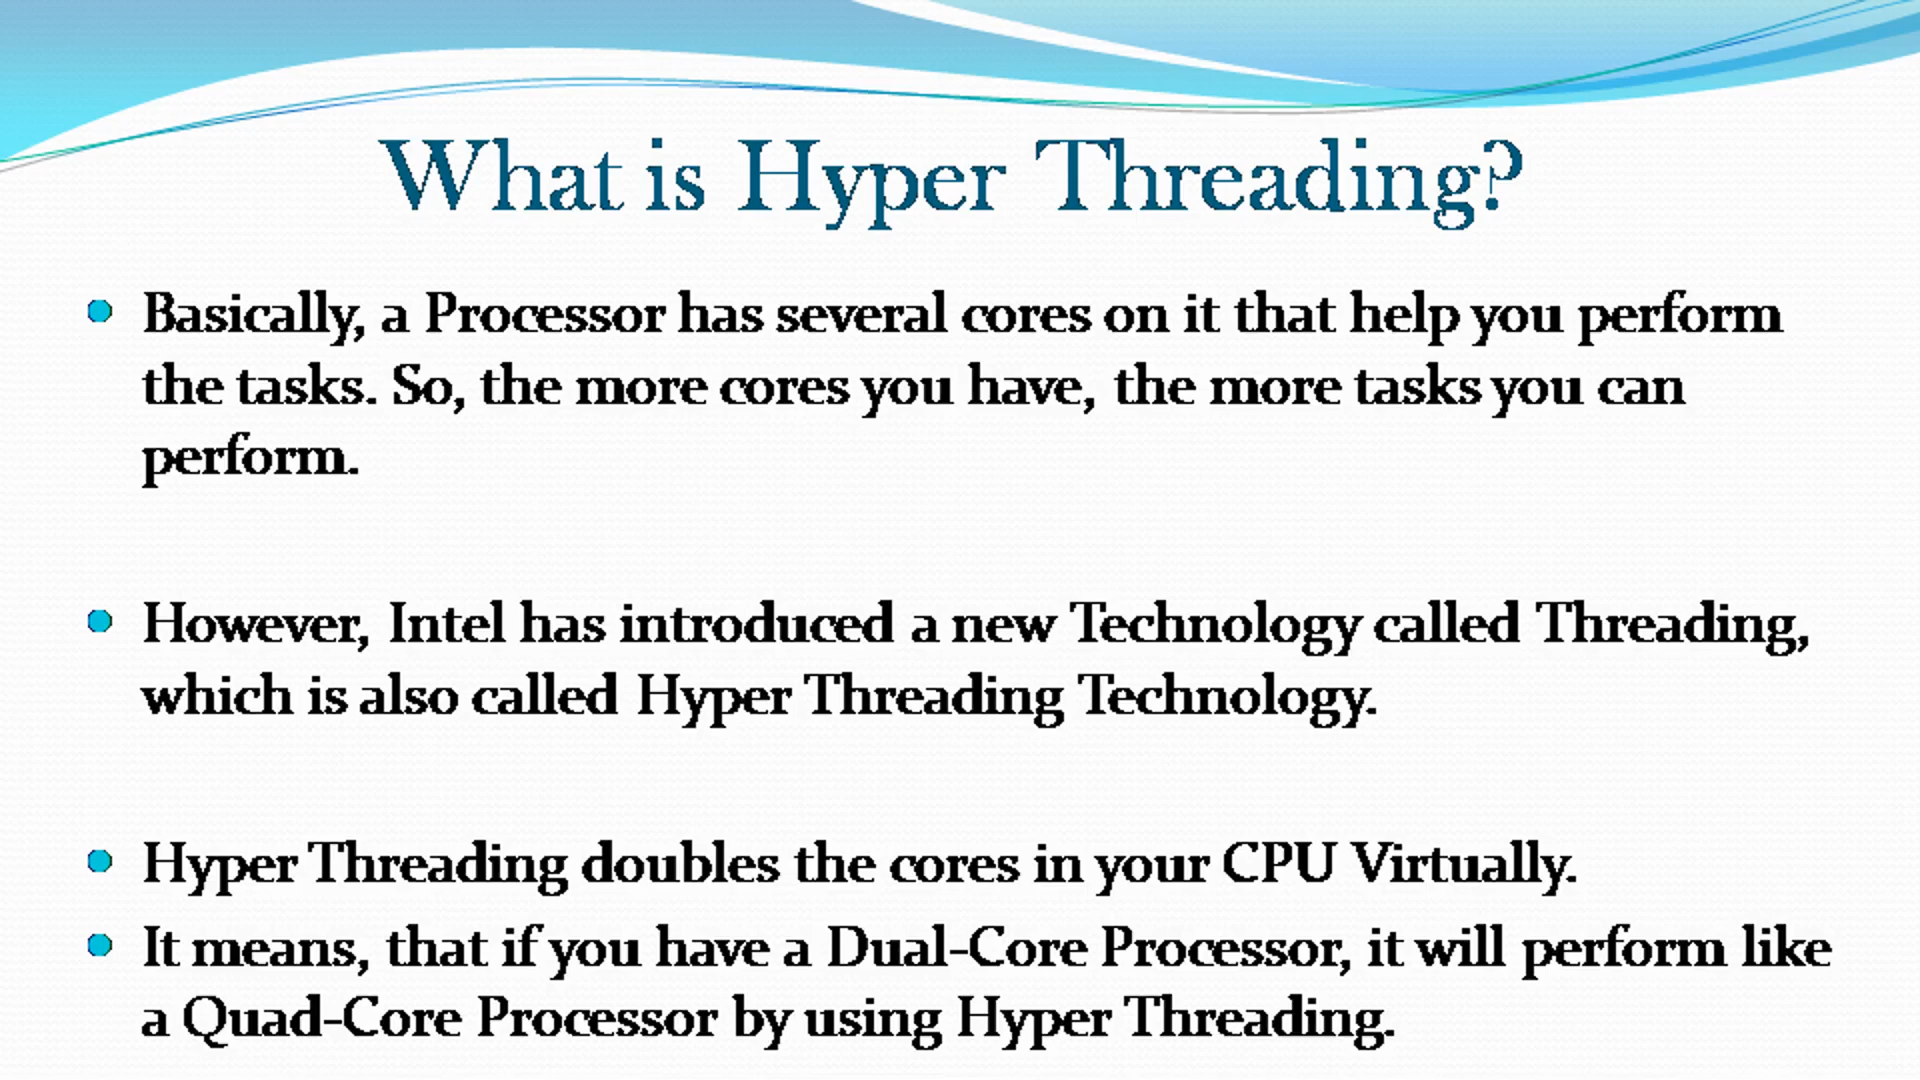 What is Hyper Threading?
Basically, a Processor has several cores on it that help you perform
the tasks. So, the more cores you have, the more tasks you can
perform.
However, Intel has introduced a new Technology called Threading,
which is also called Hyper Threading Technology.
Hyper Threading doubles the cores in your CPU Virtually.
It means, that if you have a Dual-Core Processor, it will perform like
a Quad-Core Processor by using Hyper Threading.